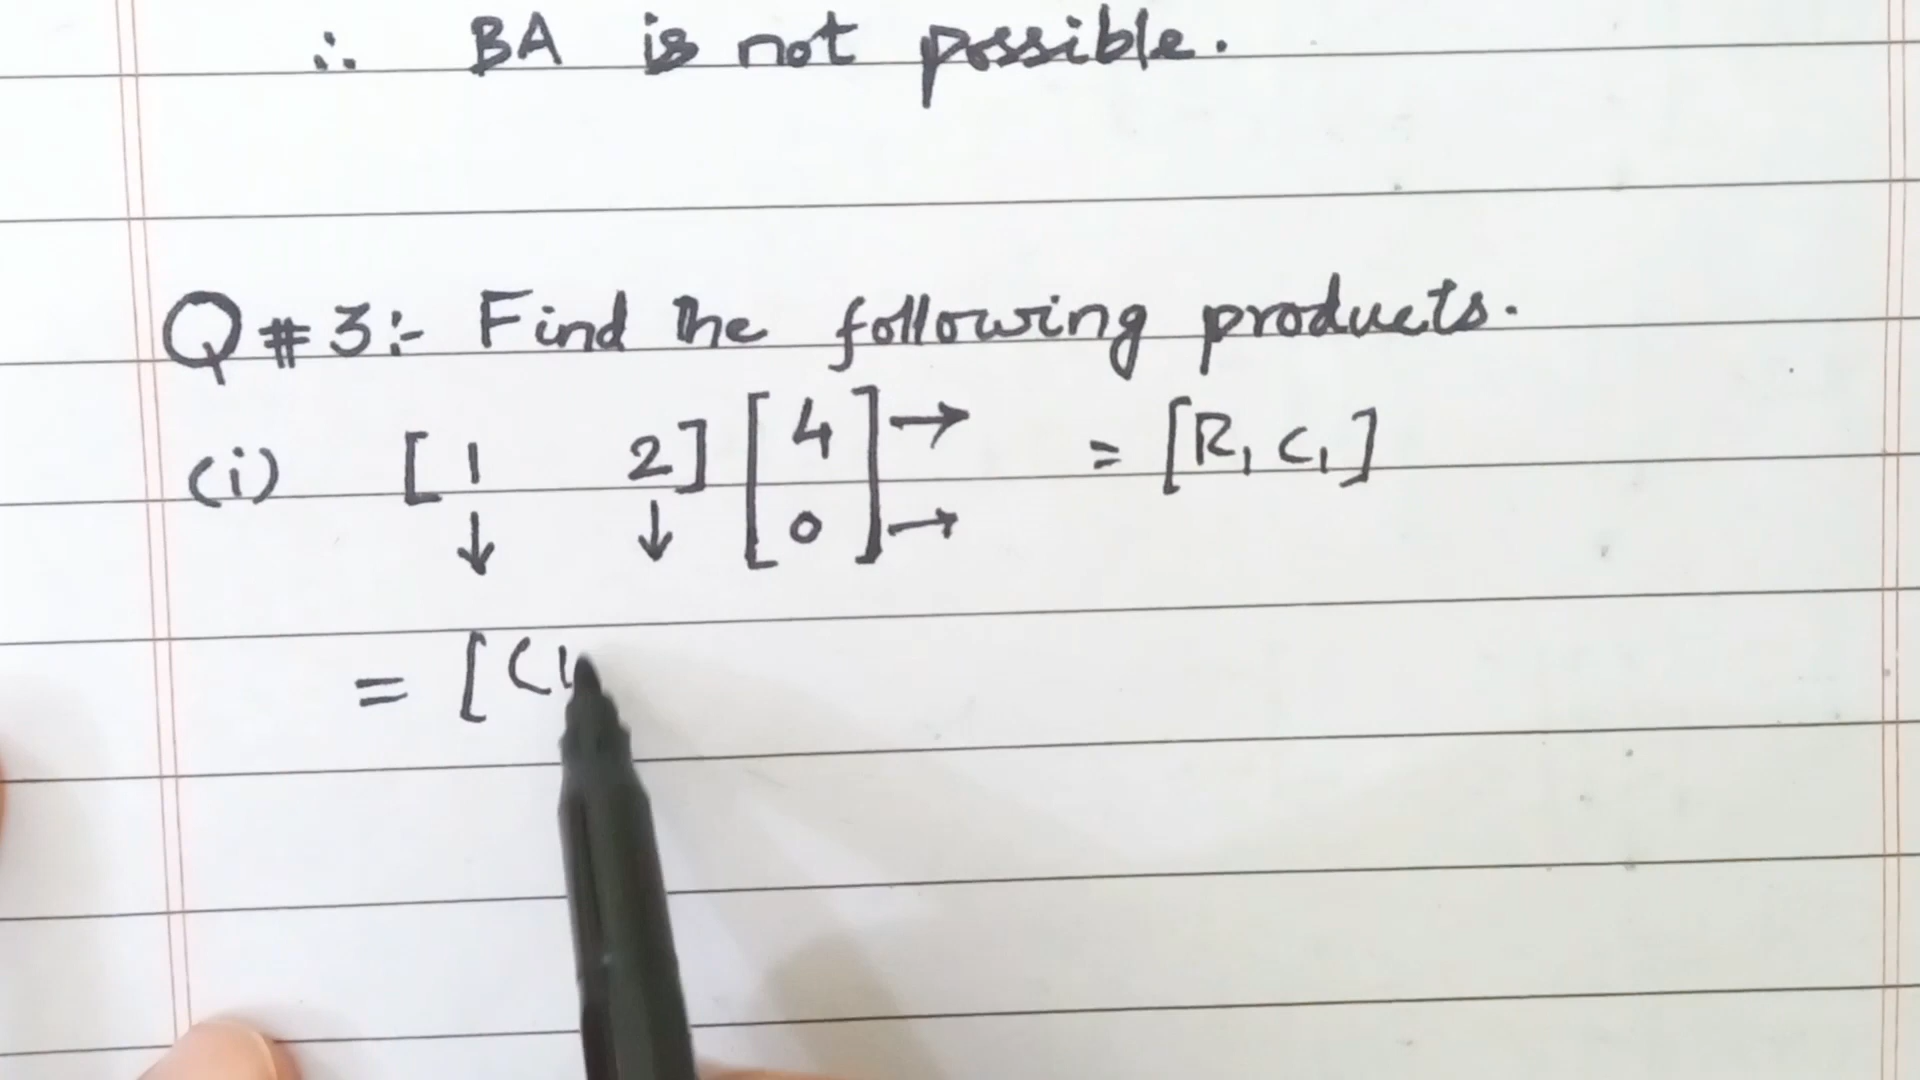 ∴ BA is not possible.
Q # 3:- Find the following products.
(i) [ 1 2 ] [ 4 ] → = [ R₁ C₁ ]
↓ ↓ [ 0 ] →
= [ (1